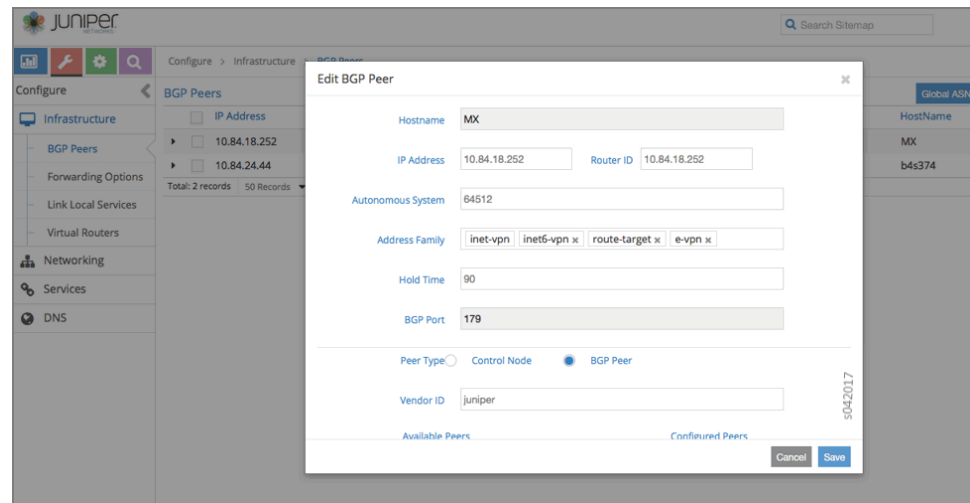 JUNIPER
NETWORKS
Search Sitemap
Configure > Infrastructure > BGP Peers
Configure
Infrastructure
BGP Peers
Forwarding Options
Link Local Services
Virtual Routers
Networking
Services
DNS
BGP Peers
Global ASN
IP Address
HostName
10.84.18.252
MX
10.84.24.44
b4s374
Total: 2 records 50 Records
Edit BGP Peer
Hostname MX
IP Address 10.84.18.252 Router ID 10.84.18.252
Autonomous System 64512
Address Family inet-vpn inet6-vpn x route-target x e-vpn x
Hold Time 90
BGP Port 179
Peer Type Control Node BGP Peer
Vendor ID juniper
Available Peers Configured Peers
Cancel Save
s042017